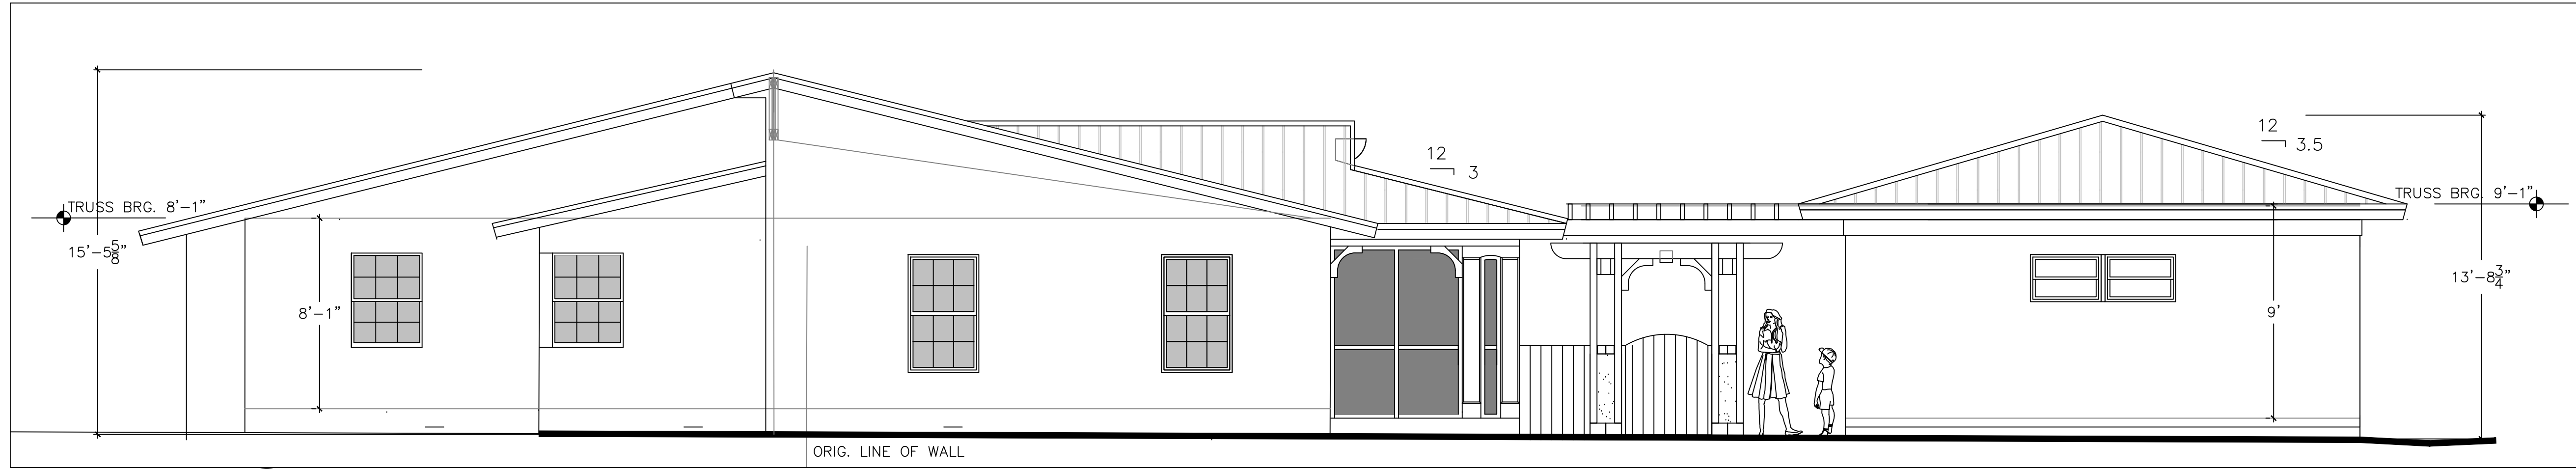 TRUSS BRG. 8'-1"
15'-5 5/8"
8'-1"
ORIG. LINE OF WALL
12
3
12
3.5
TRUSS BRG. 9'-1"
13'-8 3/4"
9'